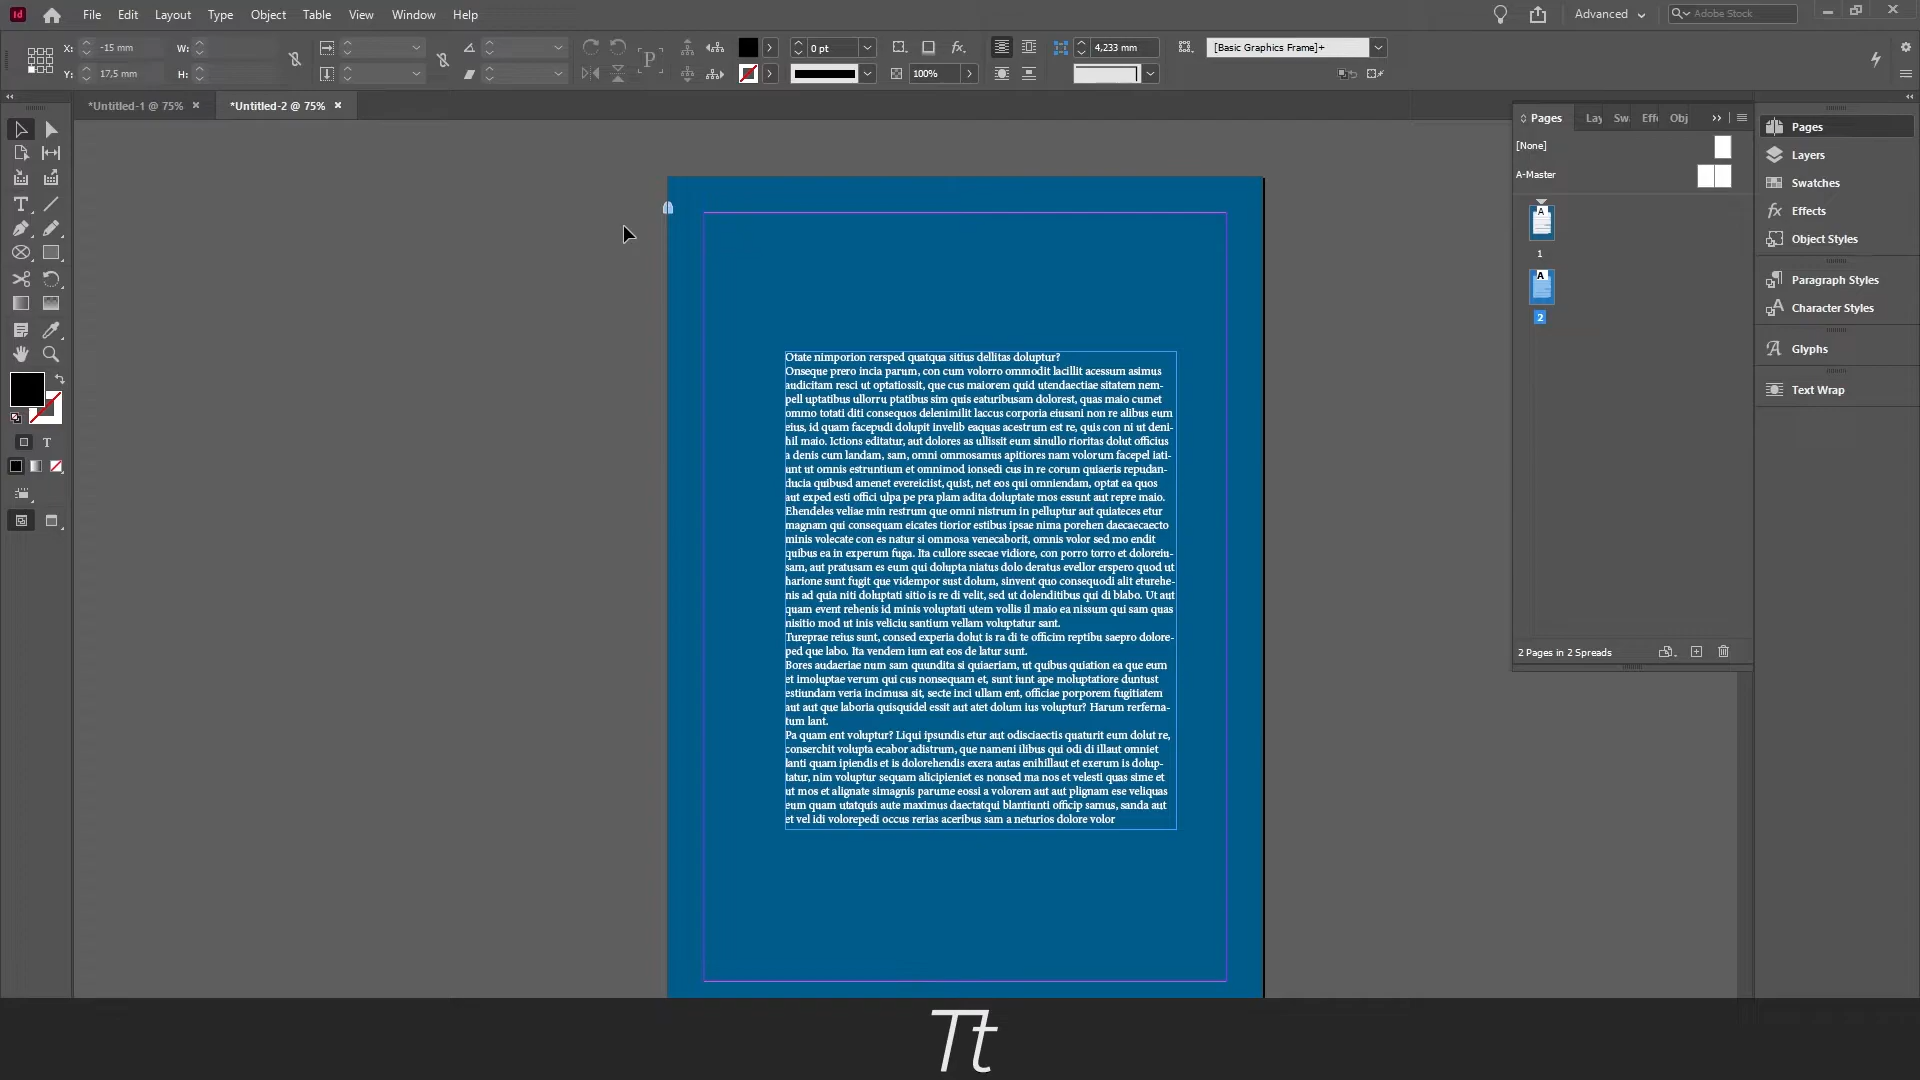 File Edit Layout Type Object Table View Window Help
Advanced
Adobe Stock
X: -15 mm W: 0 pt 4,233 mm [Basic Graphics Frame]+
Y: 17,5 mm H: 100%
*Untitled-1 @ 75% × *Untitled-2 @ 75% ×
Pages Lay Sw Effe Obj
[None]
A-Master
A
1
A
2
2 Pages in 2 Spreads
Pages
Layers
Swatches
Effects
Object Styles
Paragraph Styles
Character Styles
Glyphs
Text Wrap
Otate nimporion rersped quatqua sitius dellitas doluptur?
Onseque prero incia parum, con cum volorro ommodit lacillit acessum asimus
audicitam resci ut optatiossit, que cus maiorem quid utendaectiae sitatem nem-
pell uptatibus ullorru ptatibus sim quis eaturibusam dolorest, quas maio cumet
ommo totati diti consequos delenimilit laccus corporia eiusani non re alibus eum
eius, id quam facepudi dolupit invelib eaquas acestrum est re, quis con ni ut deni-
hil maio. Ictions editatur, aut dolores as ullissit eum sinullo rioritas dolut officius
a denis cum landam, sam, omni ommosamus apitiores nam volorum facepel iati-
unt ut omnis estruntium et omnimod ionsedi cus in re corum quiaeris repudan-
ducia quibusd amenet evereiciist, quist, net eos qui omniendam, optat ea quos
aut exped esti offici ulpa pe pra plam adita doluptate mos essunt aut repre maio.
Ehendeles veliae min restrum que omni nistrum in pelluptur aut quiateces etur
magnam qui consequam eicates tiorior estibus ipsae nima porehen daecaecaecto
minis volecate con es natur si ommosa venecaborit, omnis volor sed mo endit
quibus ea in experum fuga. Ita cullore ssecae vidiore, con porro torro et doloreiu-
sam, aut pratusam es eum qui dolupta niatus dolo deratus evellor erspero quod ut
harione sunt fugit que vidempor sust dolum, sinvent quo consequodi alit eturehe-
nis ad quia niti doluptati sitio is re di velit, sed ut dolenditibus qui di blabo. Ut aut
quam event rehenis id minis voluptati utem vollis il maio ea nissum qui sam quas
nisitio mod ut inis veliciu santium vellam voluptatur sant.
Tureprae reius sunt, consed experia dolut is ra di te officim reptibu saepro dolore-
ped que labo. Ita vendem ium eat eos de latur sunt.
Bores audaeriae num sam quundita si quiaeriam, ut quibus quiation ea que eum
et imoluptae verum qui cus nonsequam et, sunt iunt ape moluptatiore duntust
estiundam veria incimusa sit, secte inci ullam ent, officiae porporem fugitiatem
aut aut que laboria quisquidel essit aut atet dolum ius voluptur? Harum rerferna-
tum lant.
Pa quam ent voluptur? Liqui ipsundis etur aut odisciaectis quaturit eum dolut re,
conserchit volupta ecabor adistrum, que nameni ilibus qui odi di illaut omniet
lanti quam ipiendis et is dolorehendis exera autas enihillaut et exerum is dolup-
tatur, nim voluptur sequam alicipieniet es nonsed ma nos et velesti quas sime et
ut mos et alignate simagnis parume eossi a volorem aut aut plignam ese veliquas
eum quam utatquis aute maximus daectatqui blantiunti officip samus, sanda aut
et vel idi volorepedi occus rerias aceribus sam a neturios dolore volor
Tt